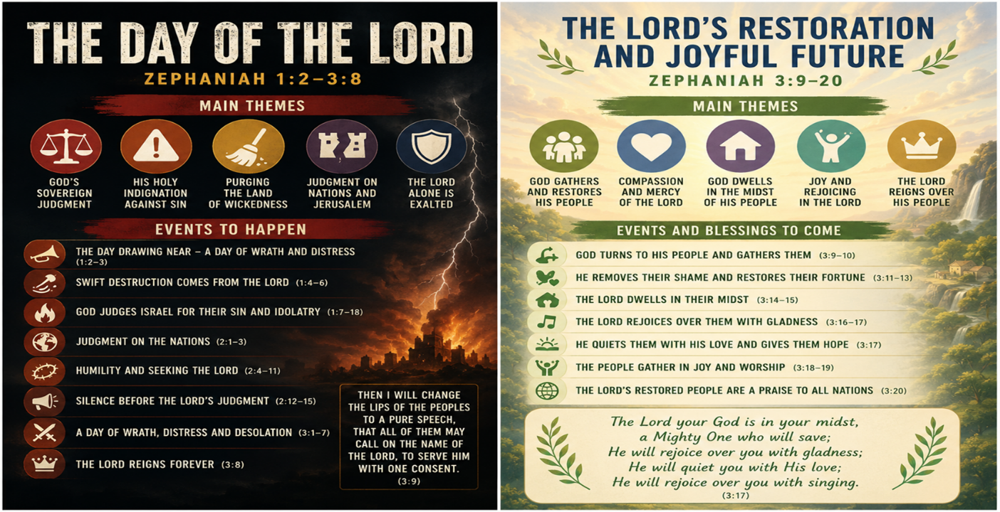 THE DAY OF THE LORD
ZEPHANIAH 1:2–3:8
MAIN THEMES
GOD'S
SOVEREIGN
JUDGMENT
HIS HOLY
INDIGNATION
AGAINST SIN
PURGING
THE LAND
OF WICKEDNESS
JUDGMENT ON
NATIONS AND
JERUSALEM
THE LORD
ALONE IS
EXALTED
EVENTS TO HAPPEN
THE DAY DRAWING NEAR – A DAY OF WRATH AND DISTRESS
(1:2–3)
SWIFT DESTRUCTION COMES FROM THE LORD (1:4–6)
GOD JUDGES ISRAEL FOR THEIR SIN AND IDOLATRY (1:7–18)
JUDGMENT ON THE NATIONS (2:1–3)
HUMILITY AND SEEKING THE LORD (2:4–11)
SILENCE BEFORE THE LORD'S JUDGMENT (2:12–15)
A DAY OF WRATH, DISTRESS AND DESOLATION (3:1–7)
THE LORD REIGNS FOREVER (3:8)
THEN I WILL CHANGE
THE LIPS OF THE PEOPLES
TO A PURE SPEECH,
THAT ALL OF THEM MAY
CALL ON THE NAME OF
THE LORD, TO SERVE HIM
WITH ONE CONSENT.
(3:9)
THE LORD'S RESTORATION
AND JOYFUL FUTURE
ZEPHANIAH 3:9–20
MAIN THEMES
GOD GATHERS
AND RESTORES
HIS PEOPLE
COMPASSION
AND MERCY
OF THE LORD
GOD DWELLS
IN THE MIDST
OF HIS PEOPLE
JOY AND
REJOICING
IN THE LORD
THE LORD
REIGNS OVER
HIS PEOPLE
EVENTS AND BLESSINGS TO COME
GOD TURNS TO HIS PEOPLE AND GATHERS THEM (3:9–10)
HE REMOVES THEIR SHAME AND RESTORES THEIR FORTUNE (3:11–13)
THE LORD DWELLS IN THEIR MIDST (3:14–15)
THE LORD REJOICES OVER THEM WITH GLADNESS (3:16–17)
HE QUIETS THEM WITH HIS LOVE AND GIVES THEM HOPE (3:17)
THE PEOPLE GATHER IN JOY AND WORSHIP (3:18–19)
THE LORD'S RESTORED PEOPLE ARE A PRAISE TO ALL NATIONS (3:20)
The Lord your God is in your midst,
a Mighty One who will save;
He will rejoice over you with gladness;
He will quiet you with His love;
He will rejoice over you with singing.
(3:17)